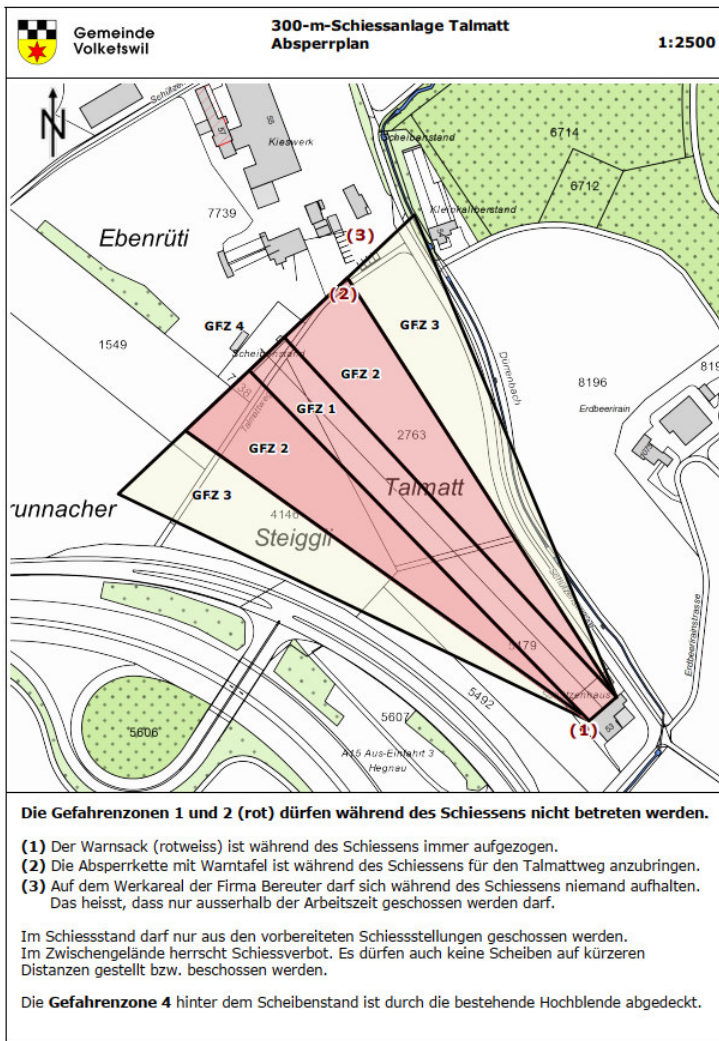 Gemeinde
Volketswil
300-m-Schiessanlage Talmatt
Absperrplan
1:2500
N
Kieswerk
57
Scheibenstand
6714
6712
7739
Kleinkaliberstand
Ebenrüti
(3)
(2)
GFZ 4
GFZ 3
1549
Scheibenstand
GFZ 2
Dürrenbach
8196
GFZ 1
Erdbeerirain
Talmattweg
GFZ 2
2763
GFZ 3
Talmatt
4146
Steiggli
runnacher
5479
Erdbeerirainstrasse
5492
53
(1)
5607
5606
A15 Aus-Einfahrt 3
Hegnau
Die Gefahrenzonen 1 und 2 (rot) dürfen während des Schiessens nicht betreten werden.
(1) Der Warnsack (rotweiss) ist während des Schiessens immer aufgezogen.
(2) Die Absperrkette mit Warntafel ist während des Schiessens für den Talmattweg anzubringen.
(3) Auf dem Werkareal der Firma Bereuter darf sich während des Schiessens niemand aufhalten.
Das heisst, dass nur ausserhalb der Arbeitszeit geschossen werden darf.
Im Schiessstand darf nur aus den vorbereiteten Schiessstellungen geschossen werden.
Im Zwischengelände herrscht Schiessverbot. Es dürfen auch keine Scheiben auf kürzeren
Distanzen gestellt bzw. beschossen werden.
Die Gefahrenzone 4 hinter dem Scheibenstand ist durch die bestehende Hochblende abgedeckt.